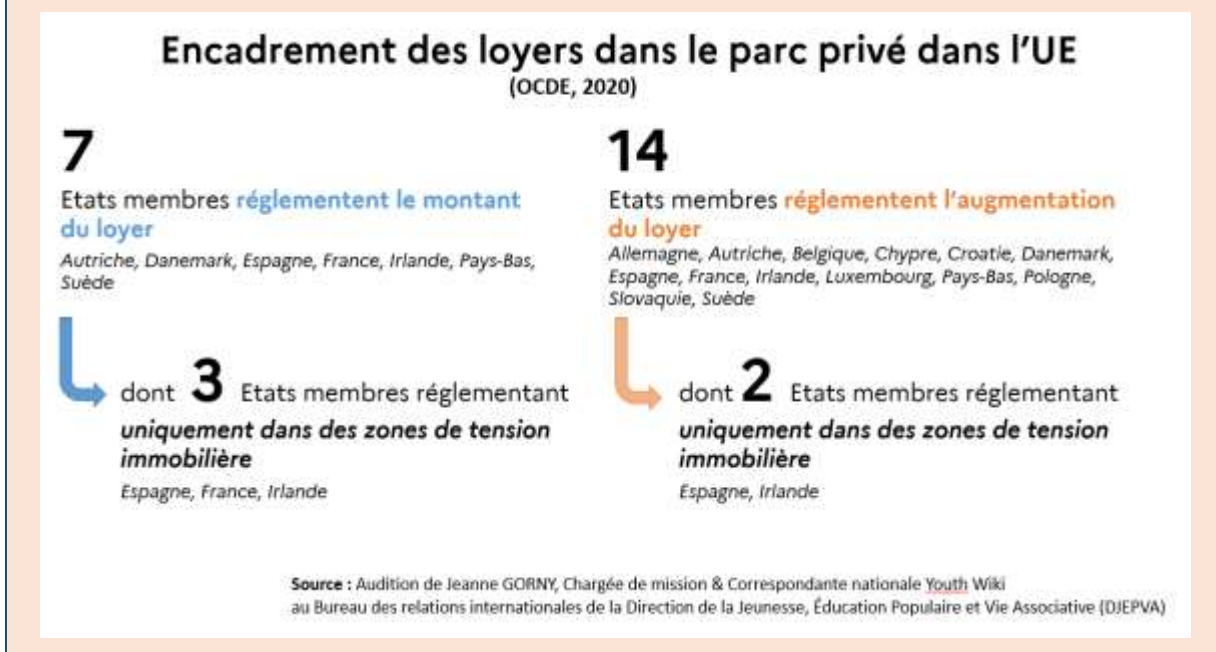 Encadrement des loyers dans le parc privé dans l'UE
(OCDE, 2020)
7
Etats membres réglementent le montant
du loyer
Autriche, Danemark, Espagne, France, Irlande, Pays-Bas,
Suède
dont 3 Etats membres réglementant
uniquement dans des zones de tension
immobilière
Espagne, France, Irlande
14
Etats membres réglementent l'augmentation
du loyer
Allemagne, Autriche, Belgique, Chypre, Croatie, Danemark,
Espagne, France, Irlande, Luxembourg, Pays-Bas, Pologne,
Slovaquie, Suède
dont 2 Etats membres réglementant
uniquement dans des zones de tension
immobilière
Espagne, Irlande
Source : Audition de Jeanne GORNY, Chargée de mission & Correspondante nationale Youth Wiki
au Bureau des relations internationales de la Direction de la Jeunesse, Éducation Populaire et Vie Associative (DJEPVA)